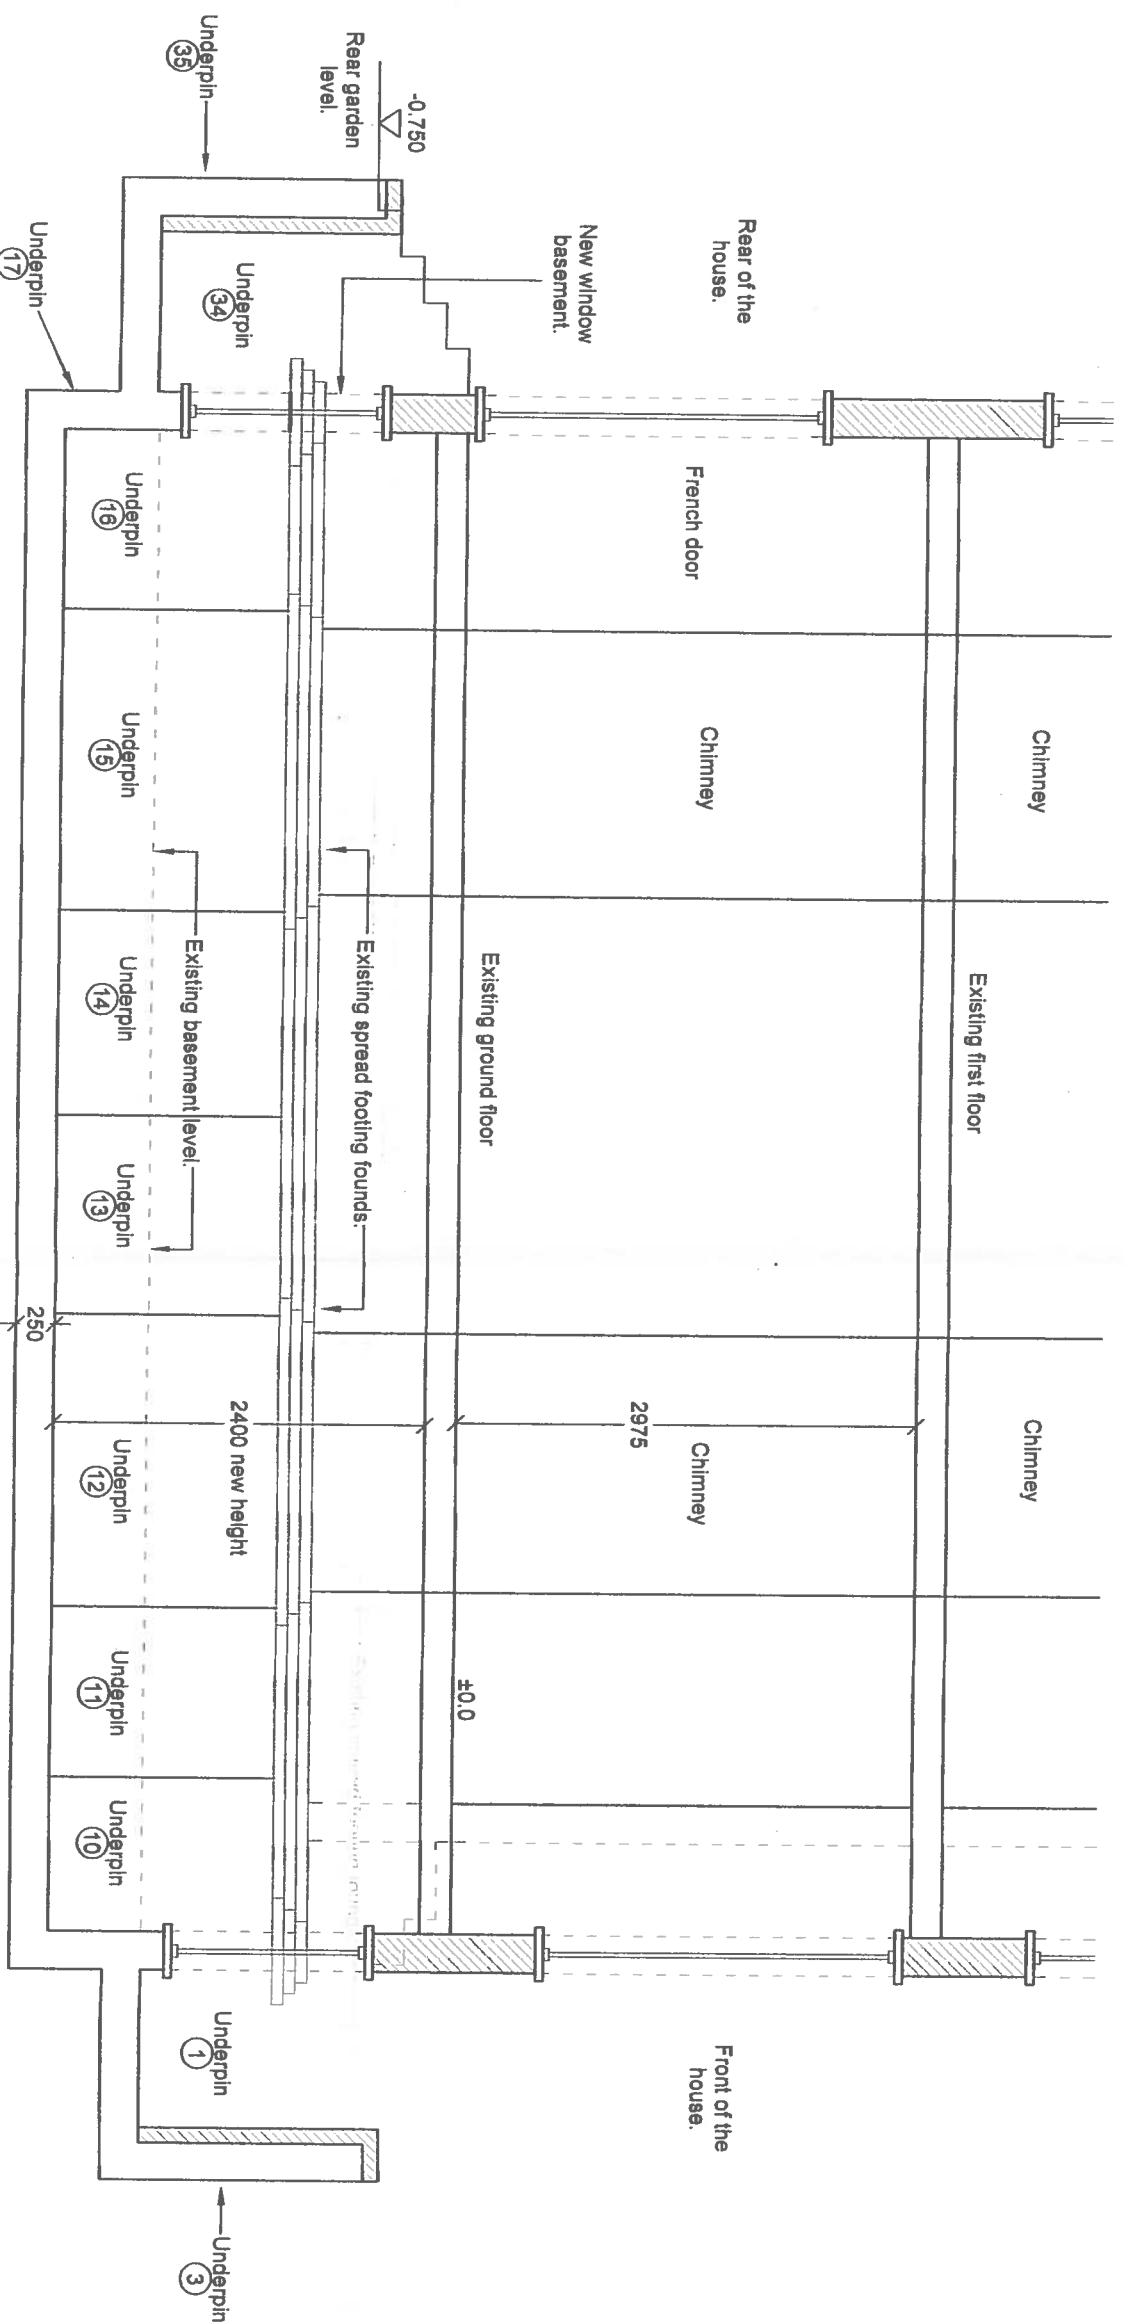 Chimney
Chimney
Existing first floor
Rear of the
house.
French door
Chimney
2975
Chimney
Front of the
house.
New window
basement.
Existing ground floor
±0.0
-0.750
Rear garden
level.
Existing spread footing founds.
Underpin
35
Underpin
34
Existing basement level.
2400 new height
Underpin
1
Underpin
3
Underpin
17
Underpin
16
Underpin
15
Underpin
14
Underpin
13
Underpin
12
Underpin
11
Underpin
10
250